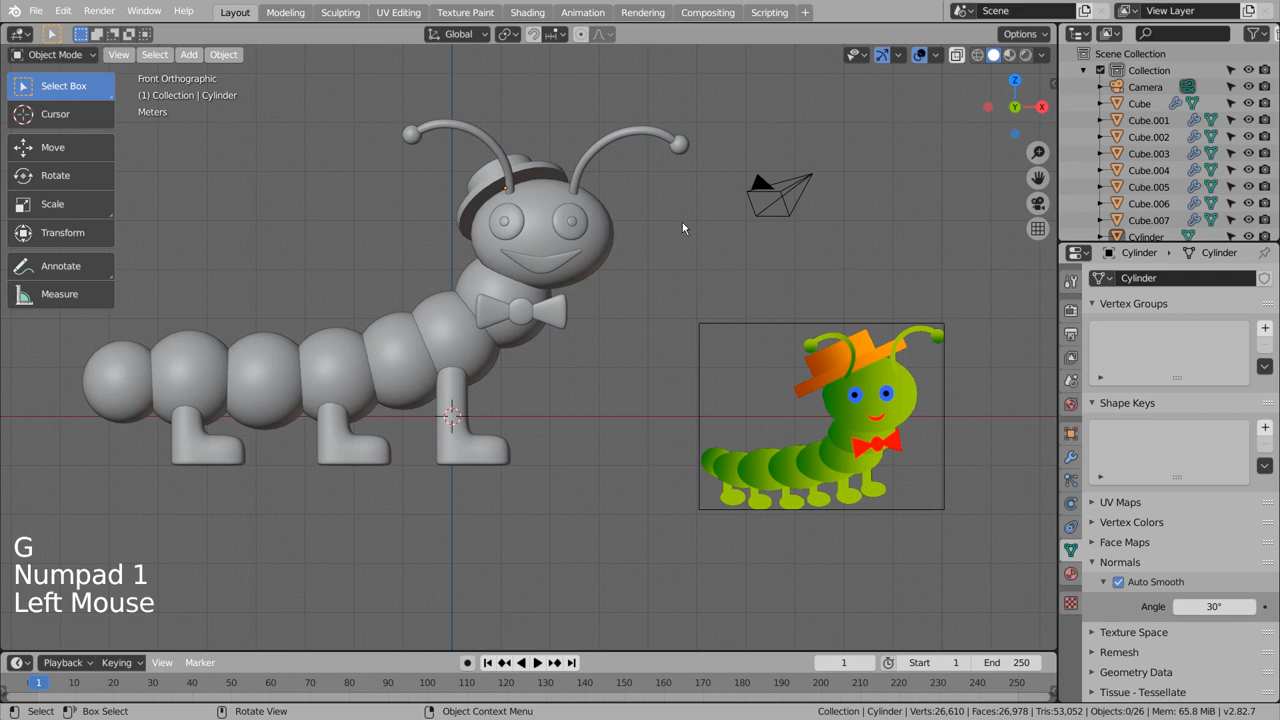 File Edit Render Window Help Layout Modeling Sculpting UV Editing Texture Paint Shading Animation Rendering Compositing Scripting + Scene View Layer
Global Options
Object Mode View Select Add Object
Select Box
Cursor
Move
Rotate
Scale
Transform
Annotate
Measure
Front Orthographic
(1) Collection | Cylinder
Meters
Z
Y
X
G
Numpad 1
Left Mouse
Scene Collection
Collection
Camera
Cube
Cube.001
Cube.002
Cube.003
Cube.004
Cube.005
Cube.006
Cube.007
Cylinder
Cylinder Cylinder
Cylinder
Vertex Groups
Shape Keys
UV Maps
Vertex Colors
Face Maps
Normals
Auto Smooth
Angle 30°
Texture Space
Remesh
Geometry Data
Tissue - Tessellate
Playback Keying View Marker 1 Start 1 End 250
1 10 20 30 40 50 60 70 80 90 100 110 120 130 140 150 160 170 180 190 200 210 220 230 240 250
Select Box Select Rotate View Object Context Menu Collection | Cylinder | Verts:26,610 | Faces:26,978 | Tris:53,052 | Objects:0/26 | Mem: 65.8 MiB | v2.82.7